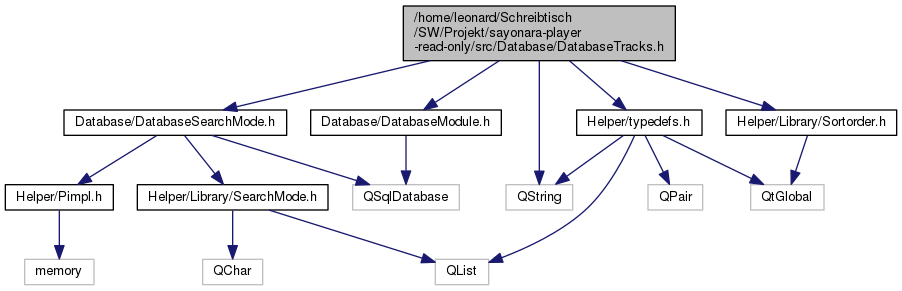 /home/leonard/Schreibtisch
/SW/Projekt/sayonara-player
-read-only/src/Database/DatabaseTracks.h
Database/DatabaseSearchMode.h
Database/DatabaseModule.h
Helper/typedefs.h
Helper/Library/Sortorder.h
Helper/Pimpl.h
Helper/Library/SearchMode.h
QSqlDatabase
QString
QPair
QtGlobal
memory
QChar
QList